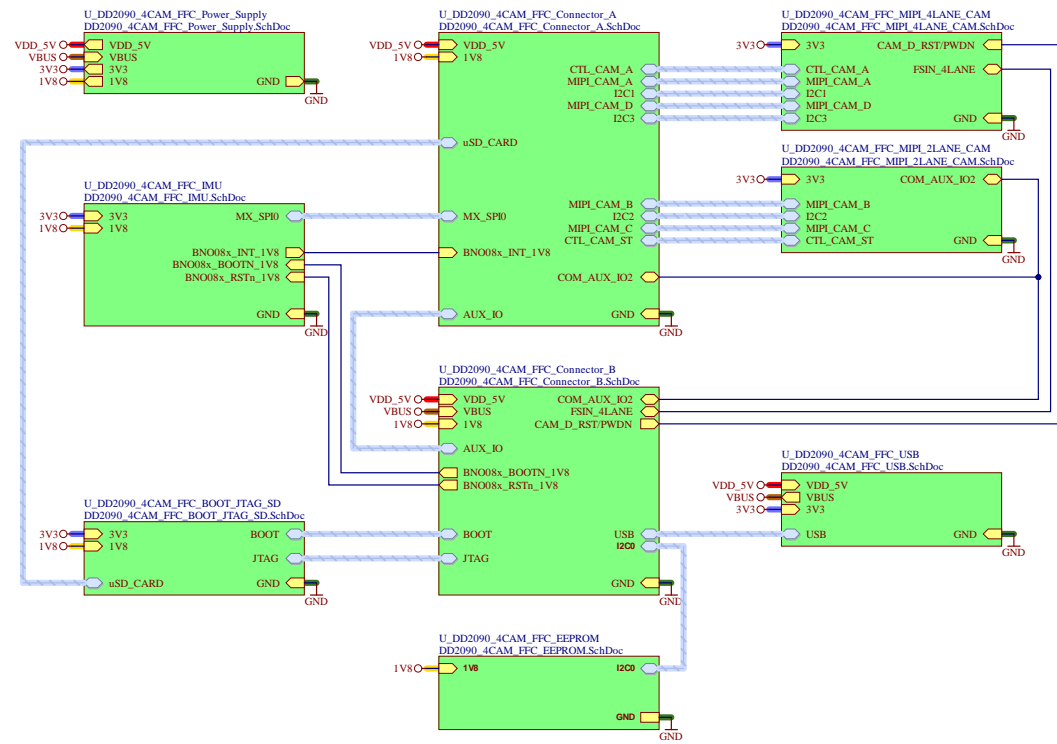 U_DD2090_4CAM_FFC_Power_Supply
DD2090_4CAM_FFC_Power_Supply.SchDoc
VDD_5V VDD_5V
VBUS VBUS
3V3 3V3
1V8 1V8 GND
GND
U_DD2090_4CAM_FFC_Connector_A
DD2090_4CAM_FFC_Connector_A.SchDoc
VDD_5V VDD_5V
1V8 1V8
CTL_CAM_A
MIPI_CAM_A
I2C1
MIPI_CAM_D
I2C3
uSD_CARD
MIPI_CAM_B
MX_SPI0 I2C2
MIPI_CAM_C
CTL_CAM_ST
BNO08x_INT_1V8
COM_AUX_IO2
AUX_IO GND
GND
U_DD2090_4CAM_FFC_MIPI_4LANE_CAM
DD2090_4CAM_FFC_MIPI_4LANE_CAM.SchDoc
3V3 3V3 CAM_D_RST/PWDN
CTL_CAM_A FSIN_4LANE
MIPI_CAM_A
I2C1
MIPI_CAM_D
I2C3 GND
GND
U_DD2090_4CAM_FFC_MIPI_2LANE_CAM
DD2090_4CAM_FFC_MIPI_2LANE_CAM.SchDoc
3V3 3V3 COM_AUX_IO2
MIPI_CAM_B
I2C2
MIPI_CAM_C
CTL_CAM_ST GND
GND
U_DD2090_4CAM_FFC_IMU
DD2090_4CAM_FFC_IMU.SchDoc
3V3 3V3 MX_SPI0
1V8 1V8
BNO08x_INT_1V8
BNO08x_BOOTN_1V8
BNO08x_RSTn_1V8
GND
GND
U_DD2090_4CAM_FFC_Connector_B
DD2090_4CAM_FFC_Connector_B.SchDoc
VDD_5V VDD_5V COM_AUX_IO2
VBUS VBUS FSIN_4LANE
1V8 1V8 CAM_D_RST/PWDN
AUX_IO
BNO08x_BOOTN_1V8
BNO08x_RSTn_1V8
BOOT USB
I2C0
JTAG
GND
GND
U_DD2090_4CAM_FFC_USB
DD2090_4CAM_FFC_USB.SchDoc
VDD_5V VDD_5V
VBUS VBUS
3V3 3V3
USB GND
GND
U_DD2090_4CAM_FFC_BOOT_JTAG_SD
DD2090_4CAM_FFC_BOOT_JTAG_SD.SchDoc
3V3 3V3 BOOT
1V8 1V8
JTAG
uSD_CARD GND
GND
U_DD2090_4CAM_FFC_EEPROM
DD2090_4CAM_FFC_EEPROM.SchDoc
1V8 1V8 I2C0
GND
GND